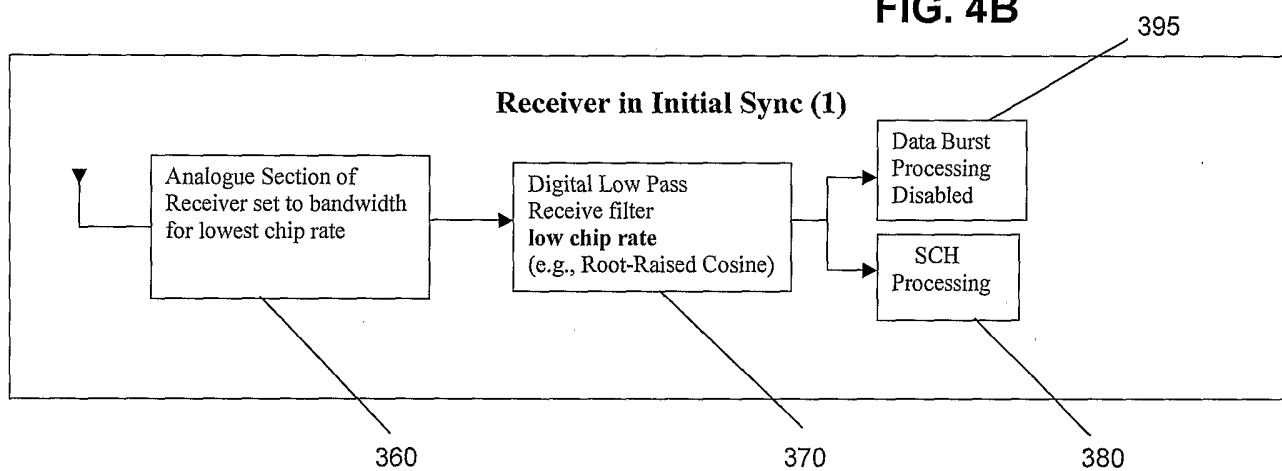 FIG. 4B
395
Receiver in Initial Sync (1)
Analogue Section of
Receiver set to bandwidth
for lowest chip rate
Digital Low Pass
Receive filter
low chip rate
(e.g., Root-Raised Cosine)
Data Burst
Processing
Disabled
SCH
Processing
360
370
380